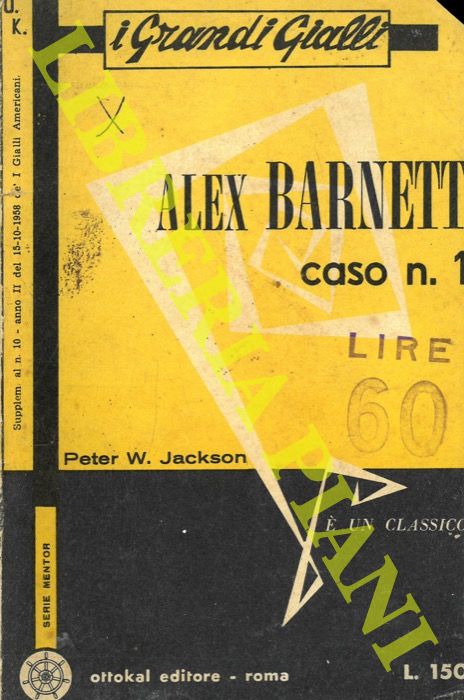 O.
K.
i Grandi Gialli
Supplem. al n. 10 - anno II del 15-10-1958 de' I Gialli Americani.
ALEX BARNETT
caso n. 1
LIRE
60
Peter W. Jackson
È UN CLASSICO
SERIE MENTOR
ottokal editore - roma
L. 150
LIBRERIA PIANI